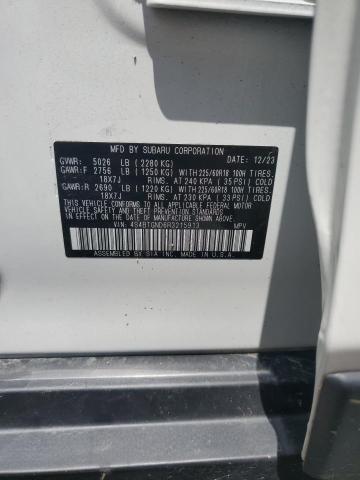 MFD BY SUBARU CORPORATION
GVWR: 5026 LB (2280 KG) DATE: 12/23
GAWR:F 2756 LB (1250 KG) WITH 225/60R18 100H TIRES.
18X7J RIMS. AT 240 KPA (35 PSI) COLD
GAWR:R 2690 LB (1220 KG) WITH 225/60R18 100H TIRES.
18X7J RIMS. AT 230 KPA (33 PSI) COLD
THIS VEHICLE CONFORMS TO ALL APPLICABLE FEDERAL MOTOR
VEHICLE SAFETY STANDARDS IN EFFECT ON THE DATE OF
MANUFACTURE SHOWN ABOVE.
VIN: 4S4BTGND6R3215913 MPV
ASSEMBLED BY SIA INC. MADE IN U.S.A.